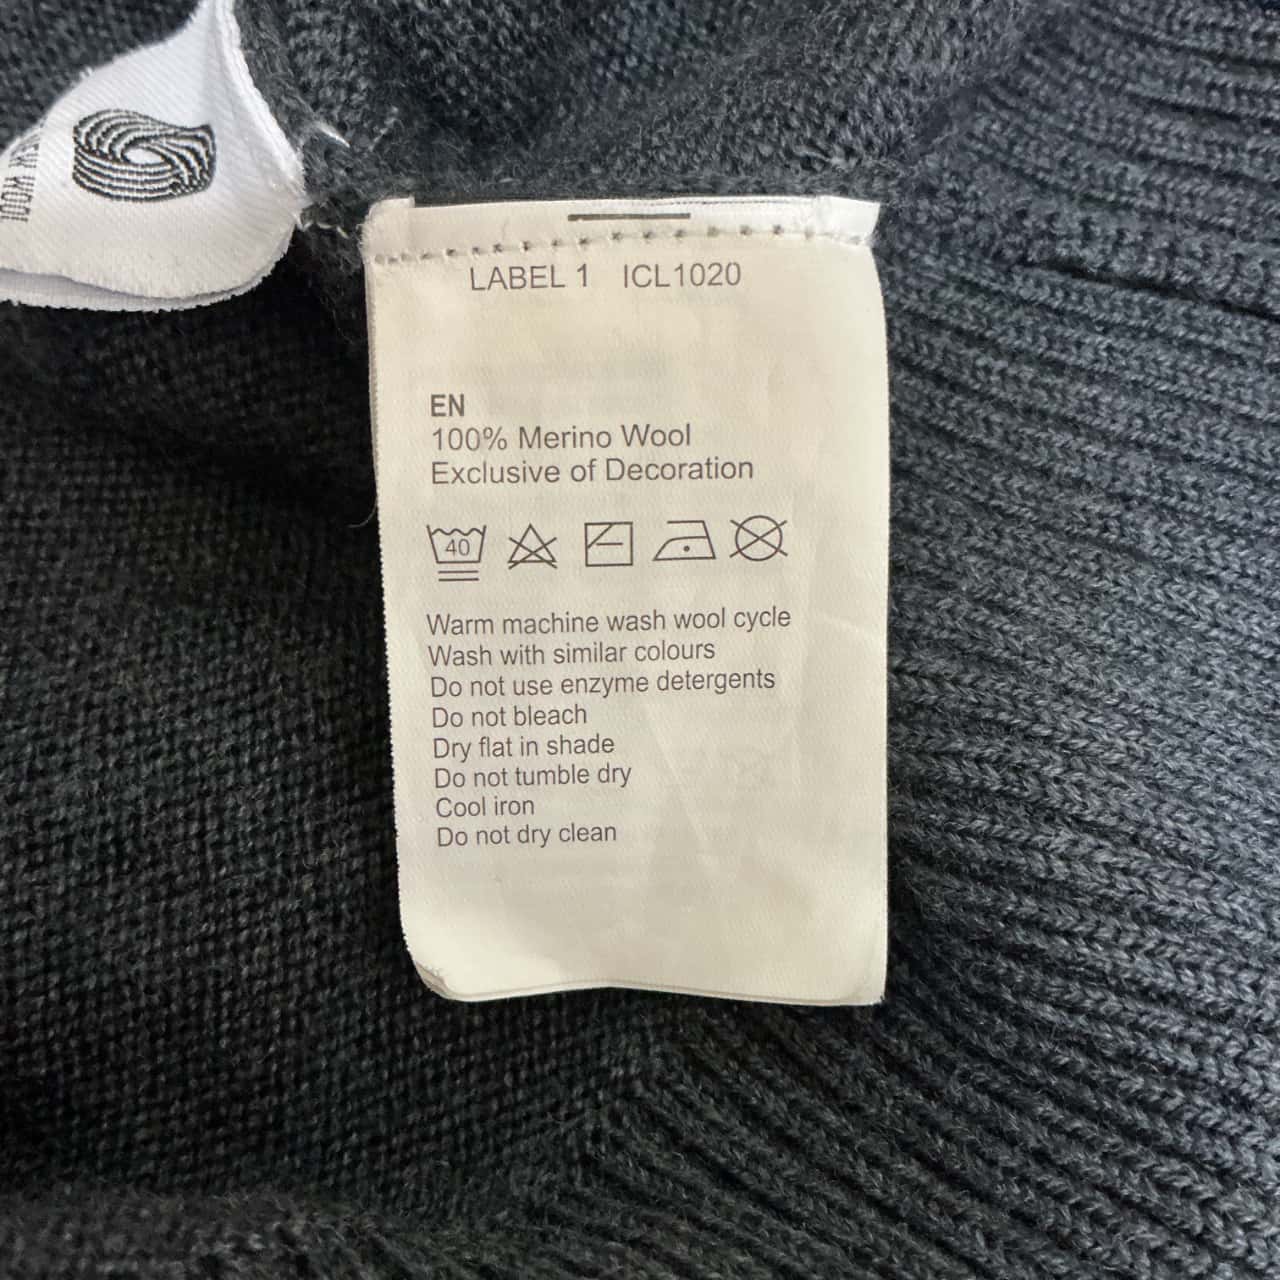 LABEL 1 ICL1020
EN
100% Merino Wool
Exclusive of Decoration
40
Warm machine wash wool cycle
Wash with similar colours
Do not use enzyme detergents
Do not bleach
Dry flat in shade
Do not tumble dry
Cool iron
Do not dry clean
WOOL